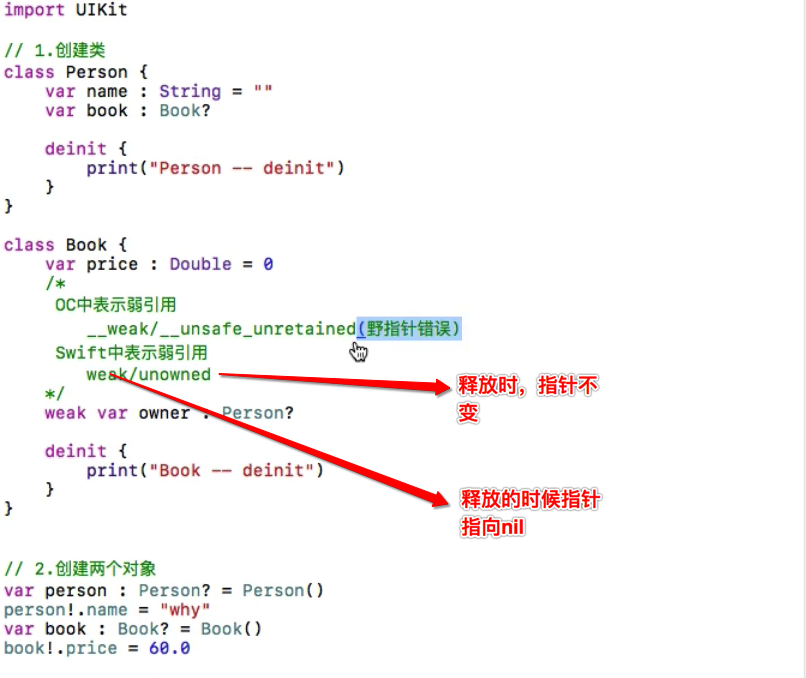 import UIKit
// 1.创建类
class Person {
var name : String = ""
var book : Book?
deinit {
print("Person -- deinit")
}
}
class Book {
var price : Double = 0
/*
OC中表示弱引用
__weak/__unsafe_unretained(野指针错误)
Swift中表示弱引用
weak/unowned
释放时，指针不
变
*/
weak var owner : Person?
deinit {
print("Book -- deinit")
}
释放的时候指针
指向nil
}
// 2.创建两个对象
var person : Person? = Person()
person!.name = "why"
var book : Book? = Book()
book!.price = 60.0